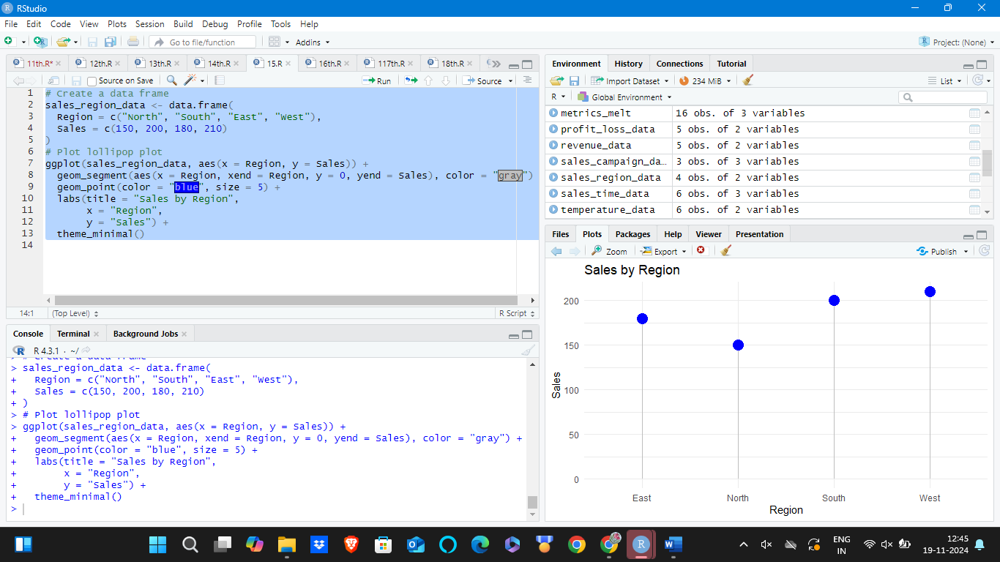 RStudio
File Edit Code View Plots Session Build Debug Profile Tools Help
Go to file/function Addins Project: (None)
11th.R* 12th.R 13th.R 14th.R 15.R 16th.R 117th.R 18th.R
Source on Save Run Source
1 # Create a data frame
2 sales_region_data <- data.frame(
3 Region = c("North", "South", "East", "West"),
4 Sales = c(150, 200, 180, 210)
5 )
6 # Plot lollipop plot
7 ggplot(sales_region_data, aes(x = Region, y = Sales)) +
8 geom_segment(aes(x = Region, xend = Region, y = 0, yend = Sales), color = "gray")
9 geom_point(color = "blue", size = 5) +
10 labs(title = "Sales by Region",
11 x = "Region",
12 y = "Sales") +
13 theme_minimal()
14
14:1 (Top Level) R Script
Console Terminal Background Jobs
R 4.3.1 · ~/
> sales_region_data <- data.frame(
+ Region = c("North", "South", "East", "West"),
+ Sales = c(150, 200, 180, 210)
+ )
> # Plot lollipop plot
> ggplot(sales_region_data, aes(x = Region, y = Sales)) +
+ geom_segment(aes(x = Region, xend = Region, y = 0, yend = Sales), color = "gray") +
+ geom_point(color = "blue", size = 5) +
+ labs(title = "Sales by Region",
+ x = "Region",
+ y = "Sales") +
+ theme_minimal()
>
Environment History Connections Tutorial
Import Dataset 234 MiB List
R Global Environment
metrics_melt 16 obs. of 3 variables
profit_loss_data 5 obs. of 2 variables
revenue_data 5 obs. of 2 variables
sales_campaign_da… 3 obs. of 3 variables
sales_region_data 4 obs. of 2 variables
sales_time_data 6 obs. of 3 variables
temperature_data 6 obs. of 2 variables
Files Plots Packages Help Viewer Presentation
Zoom Export Publish
Sales by Region
200
150
100
50
0
Sales
East North South West
Region
ENG
IN
12:45
19-11-2024